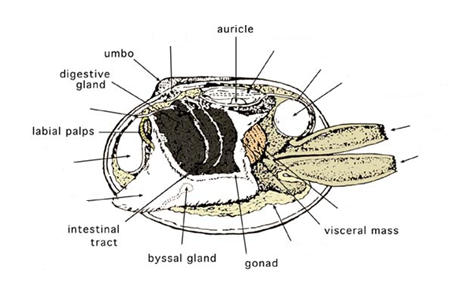 auricle
umbo
digestive
gland
labial palps
intestinal
tract
byssal gland
gonad
visceral mass